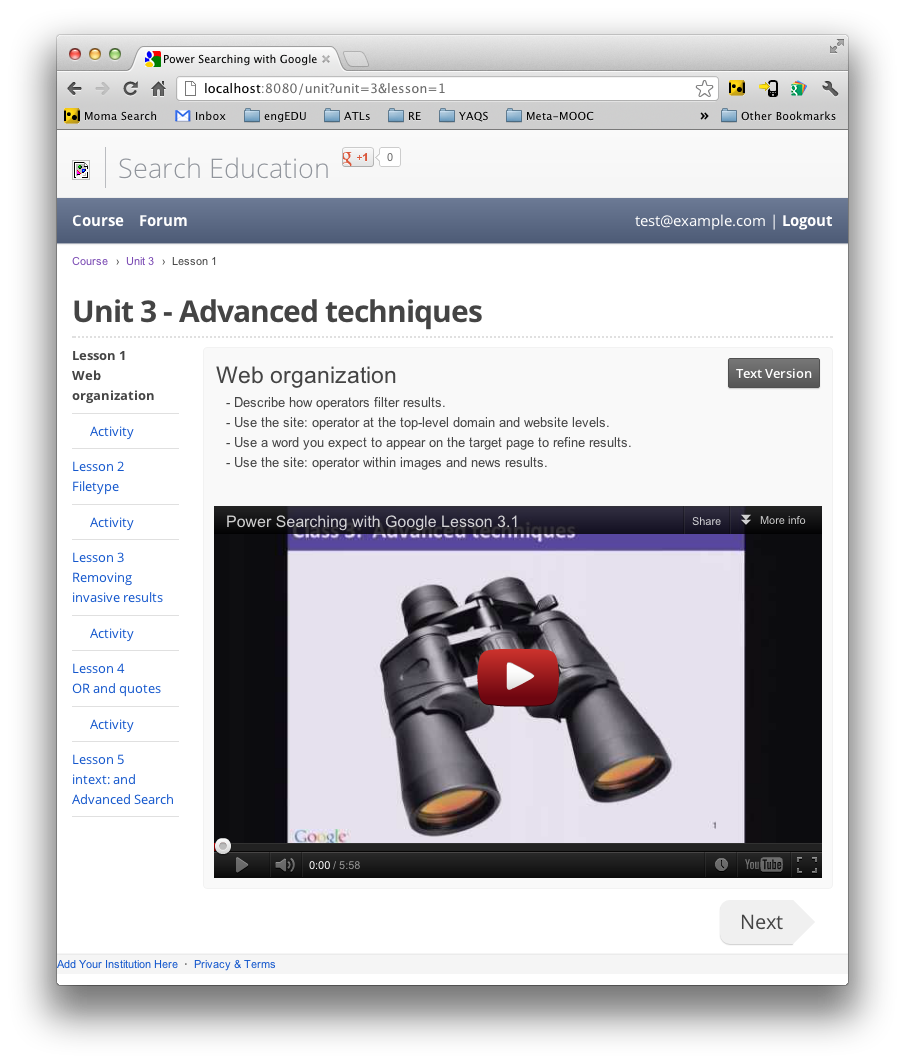 Power Searching with Google
localhost:8080/unit?unit=3&lesson=1
Moma Search Inbox engEDU ATLs RE YAQS Meta-MOOC » Other Bookmarks
Search Education g +1 0
Course Forum test@example.com | Logout
Course › Unit 3 › Lesson 1
Unit 3 - Advanced techniques
Lesson 1
Web
organization
Activity
Lesson 2
Filetype
Activity
Lesson 3
Removing
invasive results
Activity
Lesson 4
OR and quotes
Activity
Lesson 5
intext: and
Advanced Search
Web organization
Text Version
- Describe how operators filter results.
- Use the site: operator at the top-level domain and website levels.
- Use a word you expect to appear on the target page to refine results.
- Use the site: operator within images and news results.
Power Searching with Google Lesson 3.1 Share More info
Class 3: Advanced techniques
Google
1
0:00 / 5:58 YouTube
Next
Add Your Institution Here · Privacy & Terms